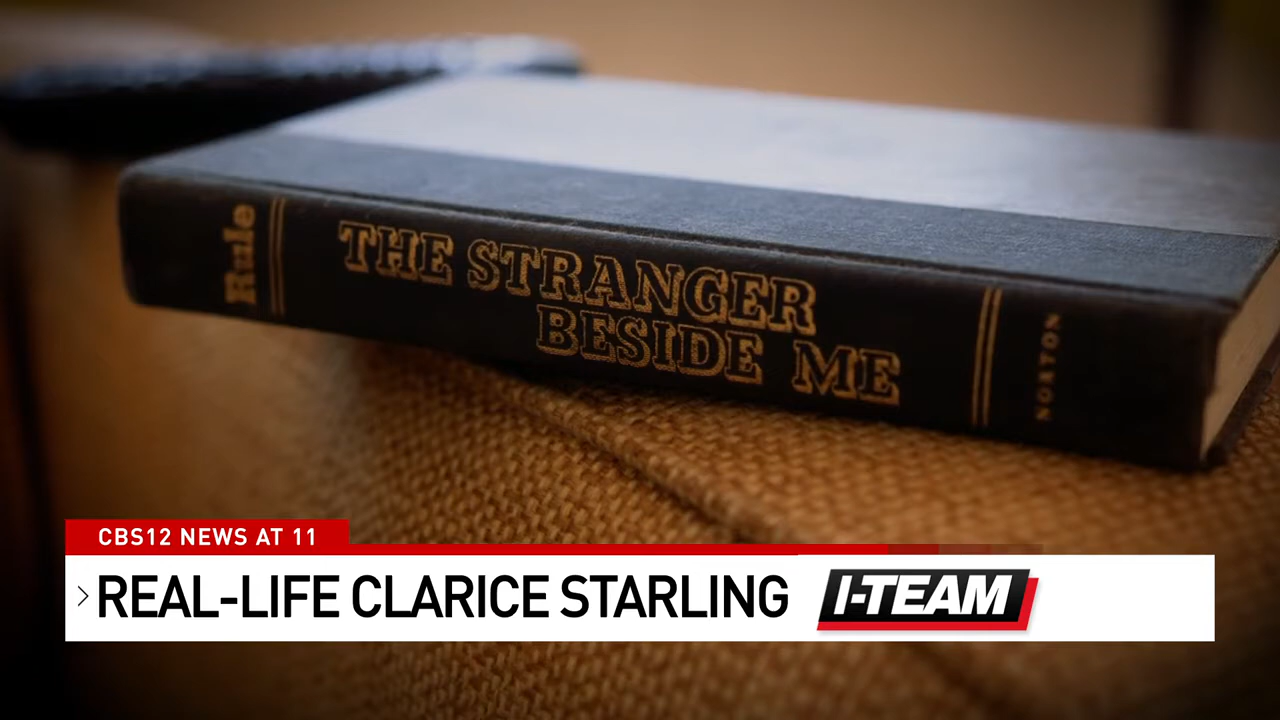 Rule
THE STRANGER
BESIDE ME
NORTON
CBS12 NEWS AT 11
REAL-LIFE CLARICE STARLING
I-TEAM